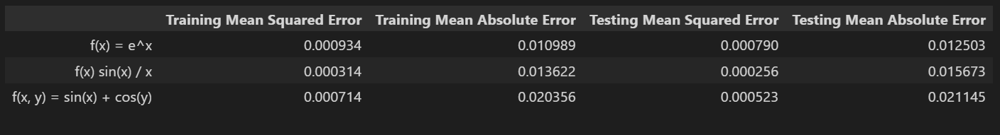 Training Mean Squared Error Training Mean Absolute Error Testing Mean Squared Error Testing Mean Absolute Error
f(x) = e^x 0.000934 0.010989 0.000790 0.012503
f(x) sin(x) / x 0.000314 0.013622 0.000256 0.015673
f(x, y) = sin(x) + cos(y) 0.000714 0.020356 0.000523 0.021145